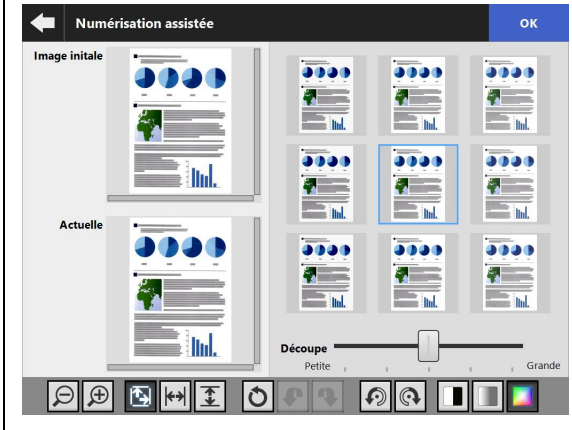 Numérisation assistée
OK
Image initale
Actuelle
Découpe
Petite
Grande